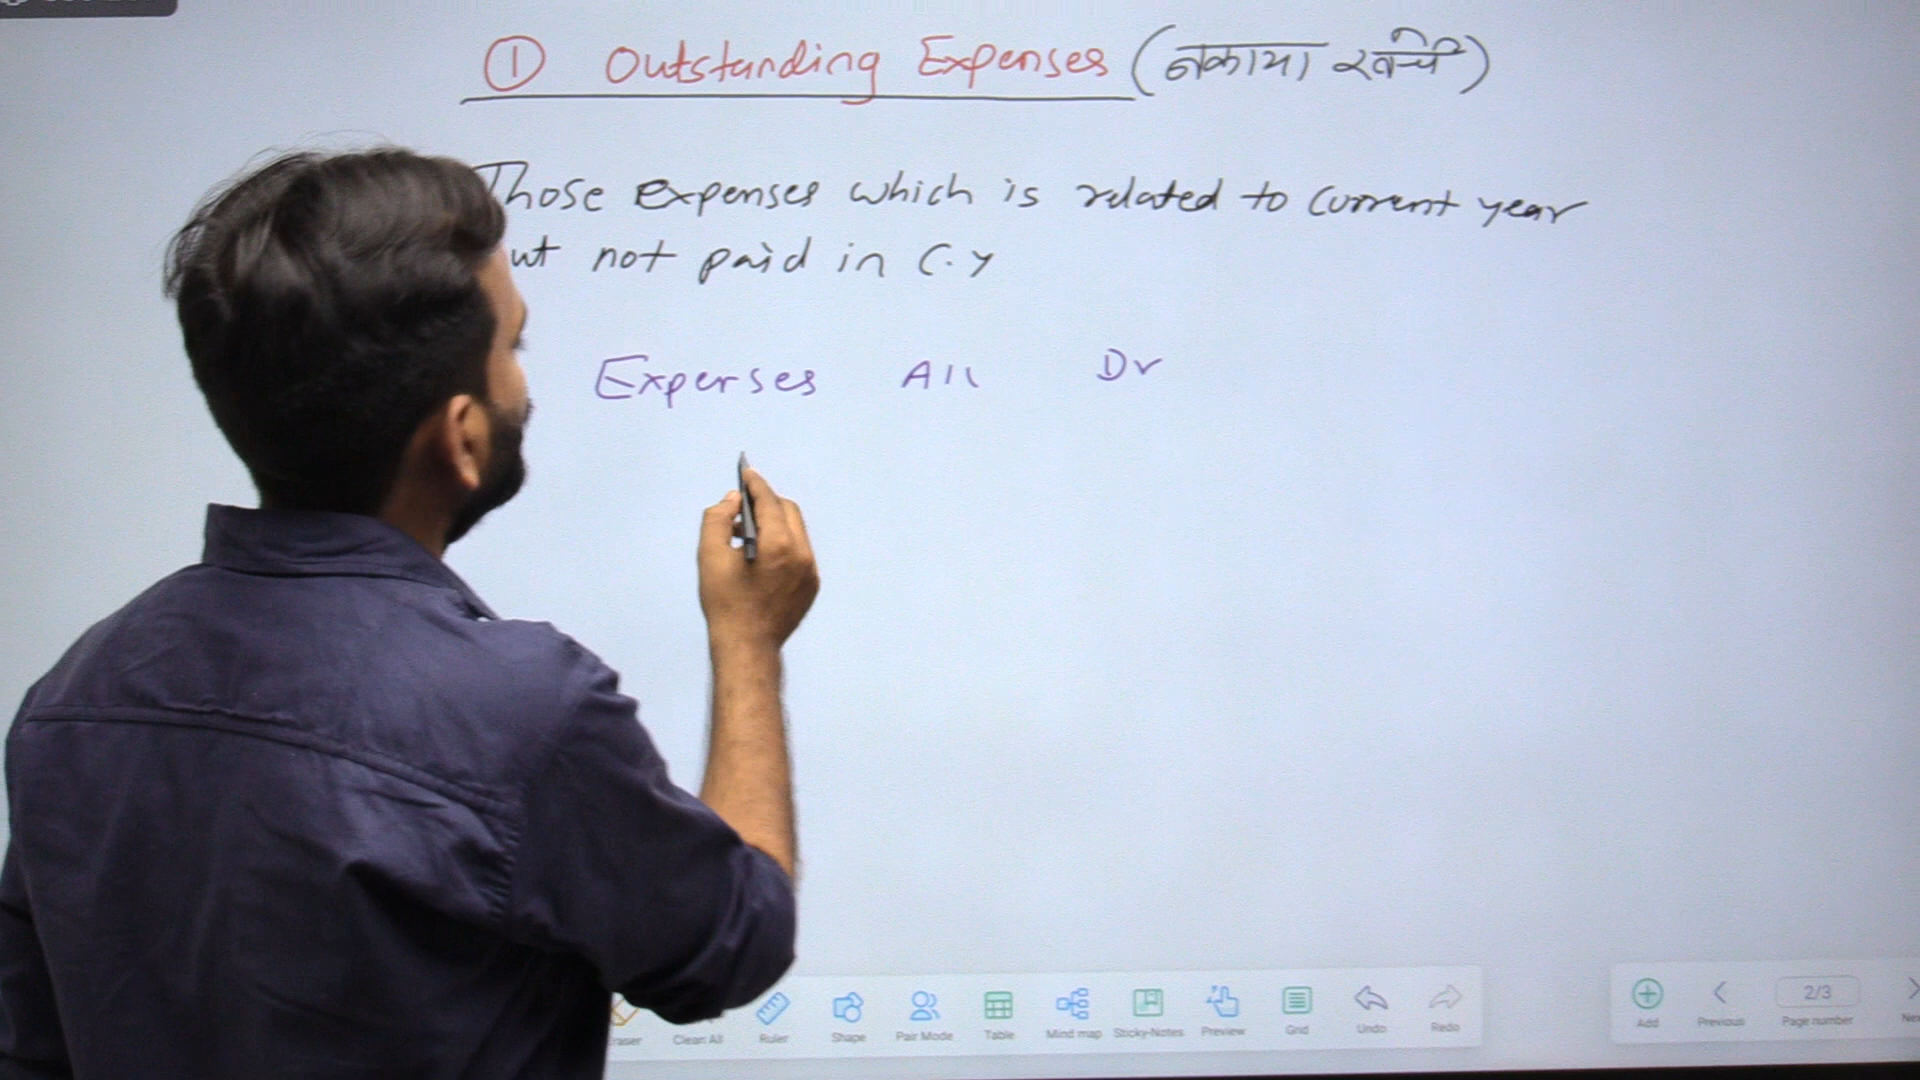 ① Outstanding Expenses (बकाया खर्चे)
Those expenses which is related to current year
ut not paid in C.Y
Expenses A/c Dr
Clean All Ruler Shape Pair Mode Table Mind map Sticky-Notes Preview Grid Undo Redo
Add Previous 2/3 Page number